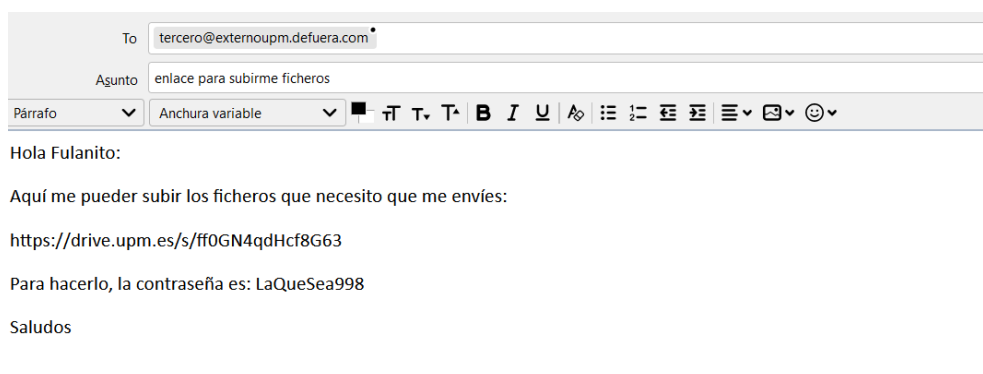 To tercero@externoupm.defuera.com
Asunto enlace para subirme ficheros
Párrafo Anchura variable
Hola Fulanito:
Aquí me pueder subir los ficheros que necesito que me envíes:
https://drive.upm.es/s/ff0GN4qdHcf8G63
Para hacerlo, la contraseña es: LaQueSea998
Saludos